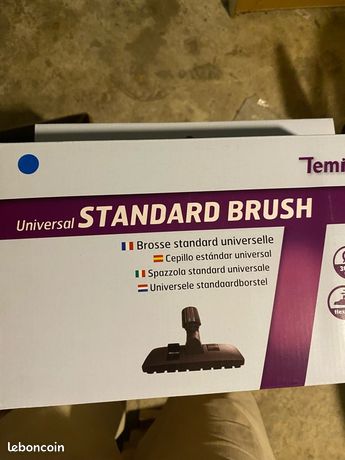 Temi
Universal STANDARD BRUSH
Brosse standard universelle
Cepillo estándar universal
Spazzola standard universale
Universele standaardborstel
leboncoin